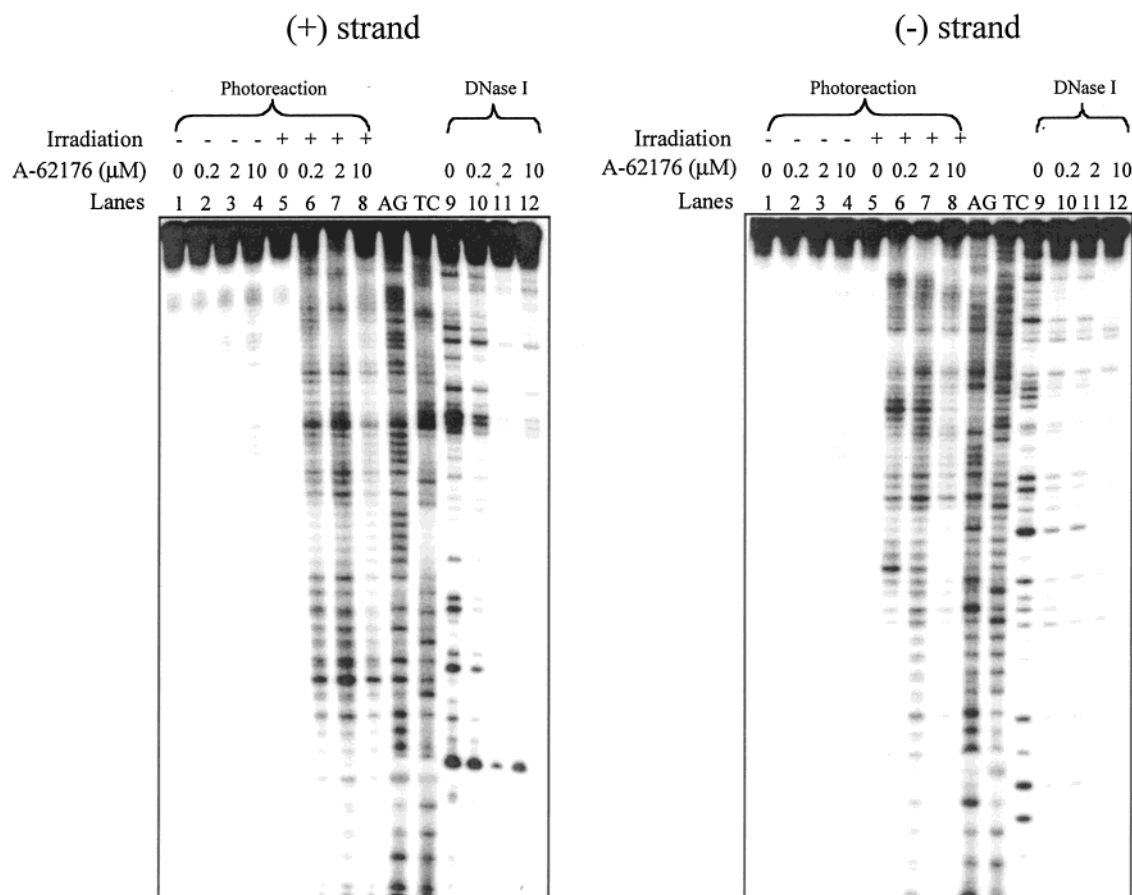 (+) strand
Photoreaction
DNase I
Irradiation - - - - + + + +
A-62176 (μM) 0 0.2 2 10 0 0.2 2 10 0 0.2 2 10
Lanes 1 2 3 4 5 6 7 8 AG TC 9 10 11 12
(-) strand
Photoreaction
DNase I
Irradiation - - - - + + + +
A-62176 (μM) 0 0.2 2 10 0 0.2 2 10 0 0.2 2 10
Lanes 1 2 3 4 5 6 7 8 AG TC 9 10 11 12